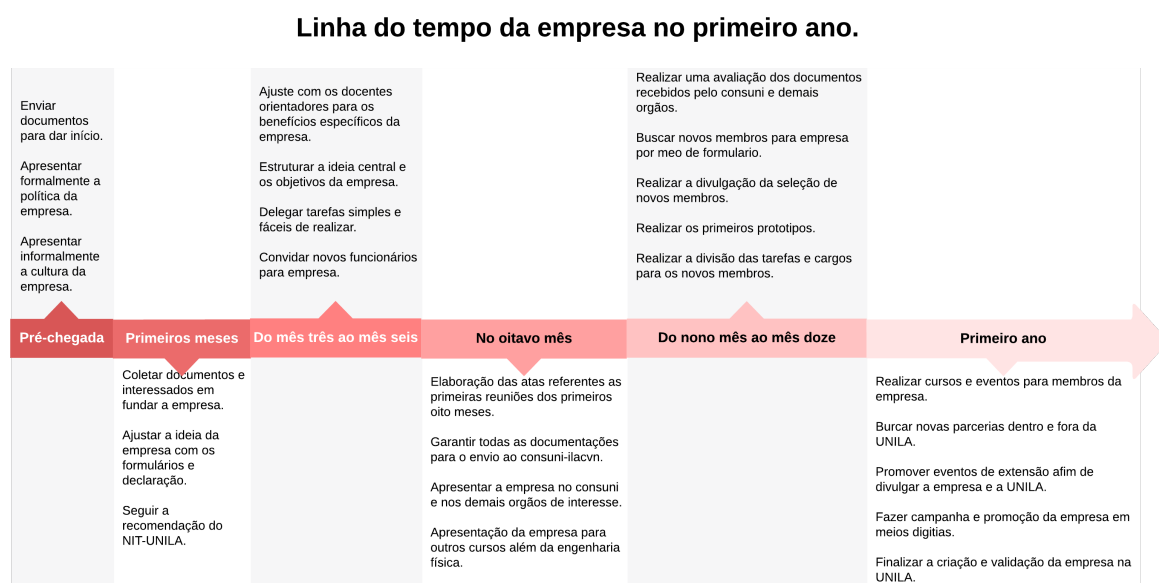 Linha do tempo da empresa no primeiro ano.
Enviar
documentos
para dar início.
Apresentar
formalmente a
política da
empresa.
Apresentar
informalmente
a cultura da
empresa.
Ajuste com os docentes
orientadores para os
benefícios específicos da
empresa.
Estruturar a ideia central e
os objetivos da empresa.
Delegar tarefas simples e
fáceis de realizar.
Convidar novos funcionários
para empresa.
Realizar uma avaliação dos documentos
recebidos pelo consuni e demais
orgãos.
Buscar novos membros para empresa
por meo de formulario.
Realizar a divulgação da seleção de
novos membros.
Realizar os primeiros prototipos.
Realizar a divisão das tarefas e cargos
para os novos membros.
Pré-chegada
Primeiros meses
Do mês três ao mês seis
No oitavo mês
Do nono mês ao mês doze
Primeiro ano
Coletar documentos e
interessados em
fundar a empresa.
Ajustar a ideia da
empresa com os
formulários e
declaração.
Seguir a
recomendação do
NIT-UNILA.
Elaboração das atas referentes as
primeiras reuniões dos primeiros
oito meses.
Garantir todas as documentações
para o envio ao consuni-ilacvn.
Apresentar a empresa no consuni
e nos demais orgãos de interesse.
Apresentação da empresa para
outros cursos além da engenharia
física.
Realizar cursos e eventos para membros da
empresa.
Burcar novas parcerias dentro e fora da
UNILA.
Promover eventos de extensão afim de
divulgar a empresa e a UNILA.
Fazer campanha e promoção da empresa em
meios digitias.
Finalizar a criação e validação da empresa na
UNILA.